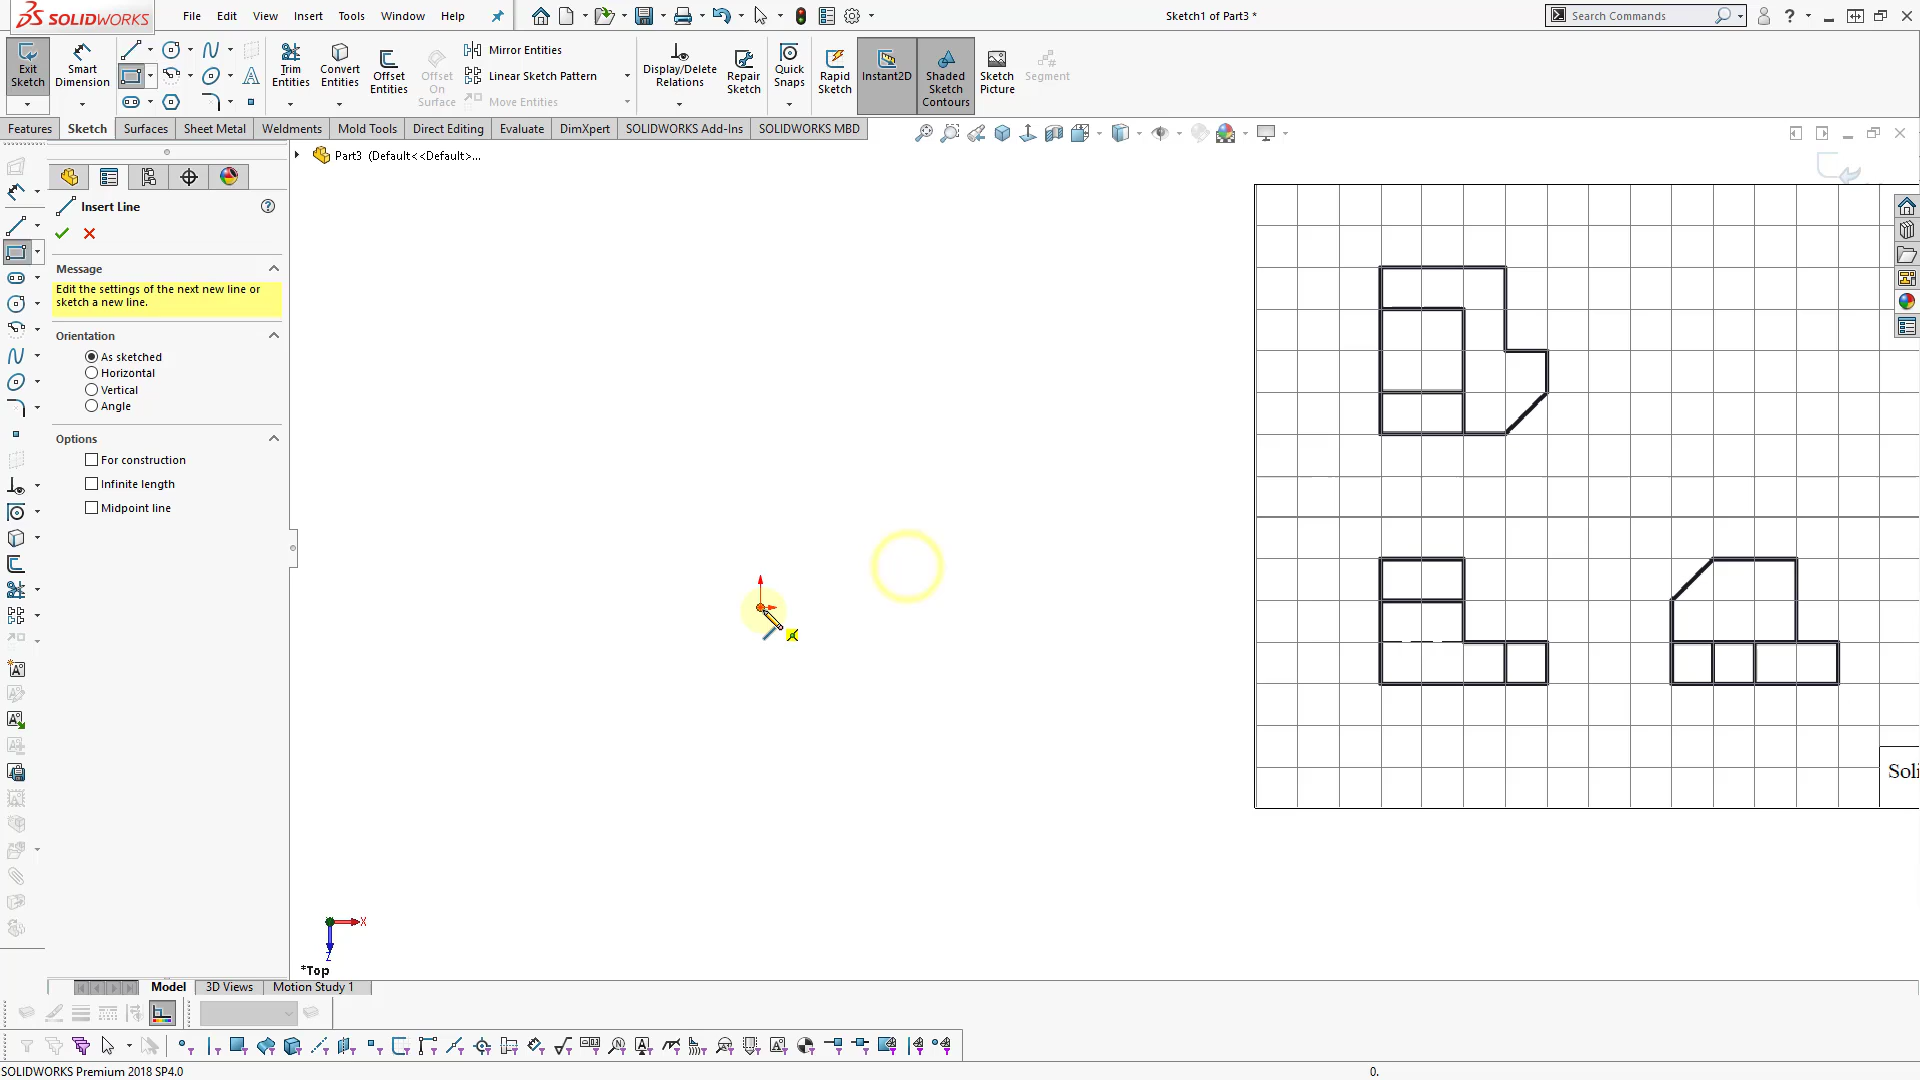 SOLIDWORKS
File Edit View Insert Tools Window Help
Sketch1 of Part3 *
Search Commands
Exit Sketch
Smart Dimension
Trim Entities
Convert Entities
Offset Entities
Offset On Surface
Mirror Entities
Linear Sketch Pattern
Move Entities
Display/Delete Relations
Repair Sketch
Quick Snaps
Rapid Sketch
Instant2D
Shaded Sketch Contours
Sketch Picture
Segment
Features Sketch Surfaces Sheet Metal Weldments Mold Tools Direct Editing Evaluate DimXpert SOLIDWORKS Add-Ins SOLIDWORKS MBD
Part3 (Default<<Default>...
Insert Line
Message
Edit the settings of the next new line or
sketch a new line.
Orientation
As sketched
Horizontal
Vertical
Angle
Options
For construction
Infinite length
Midpoint line
Soli
X
Z
*Top
Model 3D Views Motion Study 1
SOLIDWORKS Premium 2018 SP4.0
0.